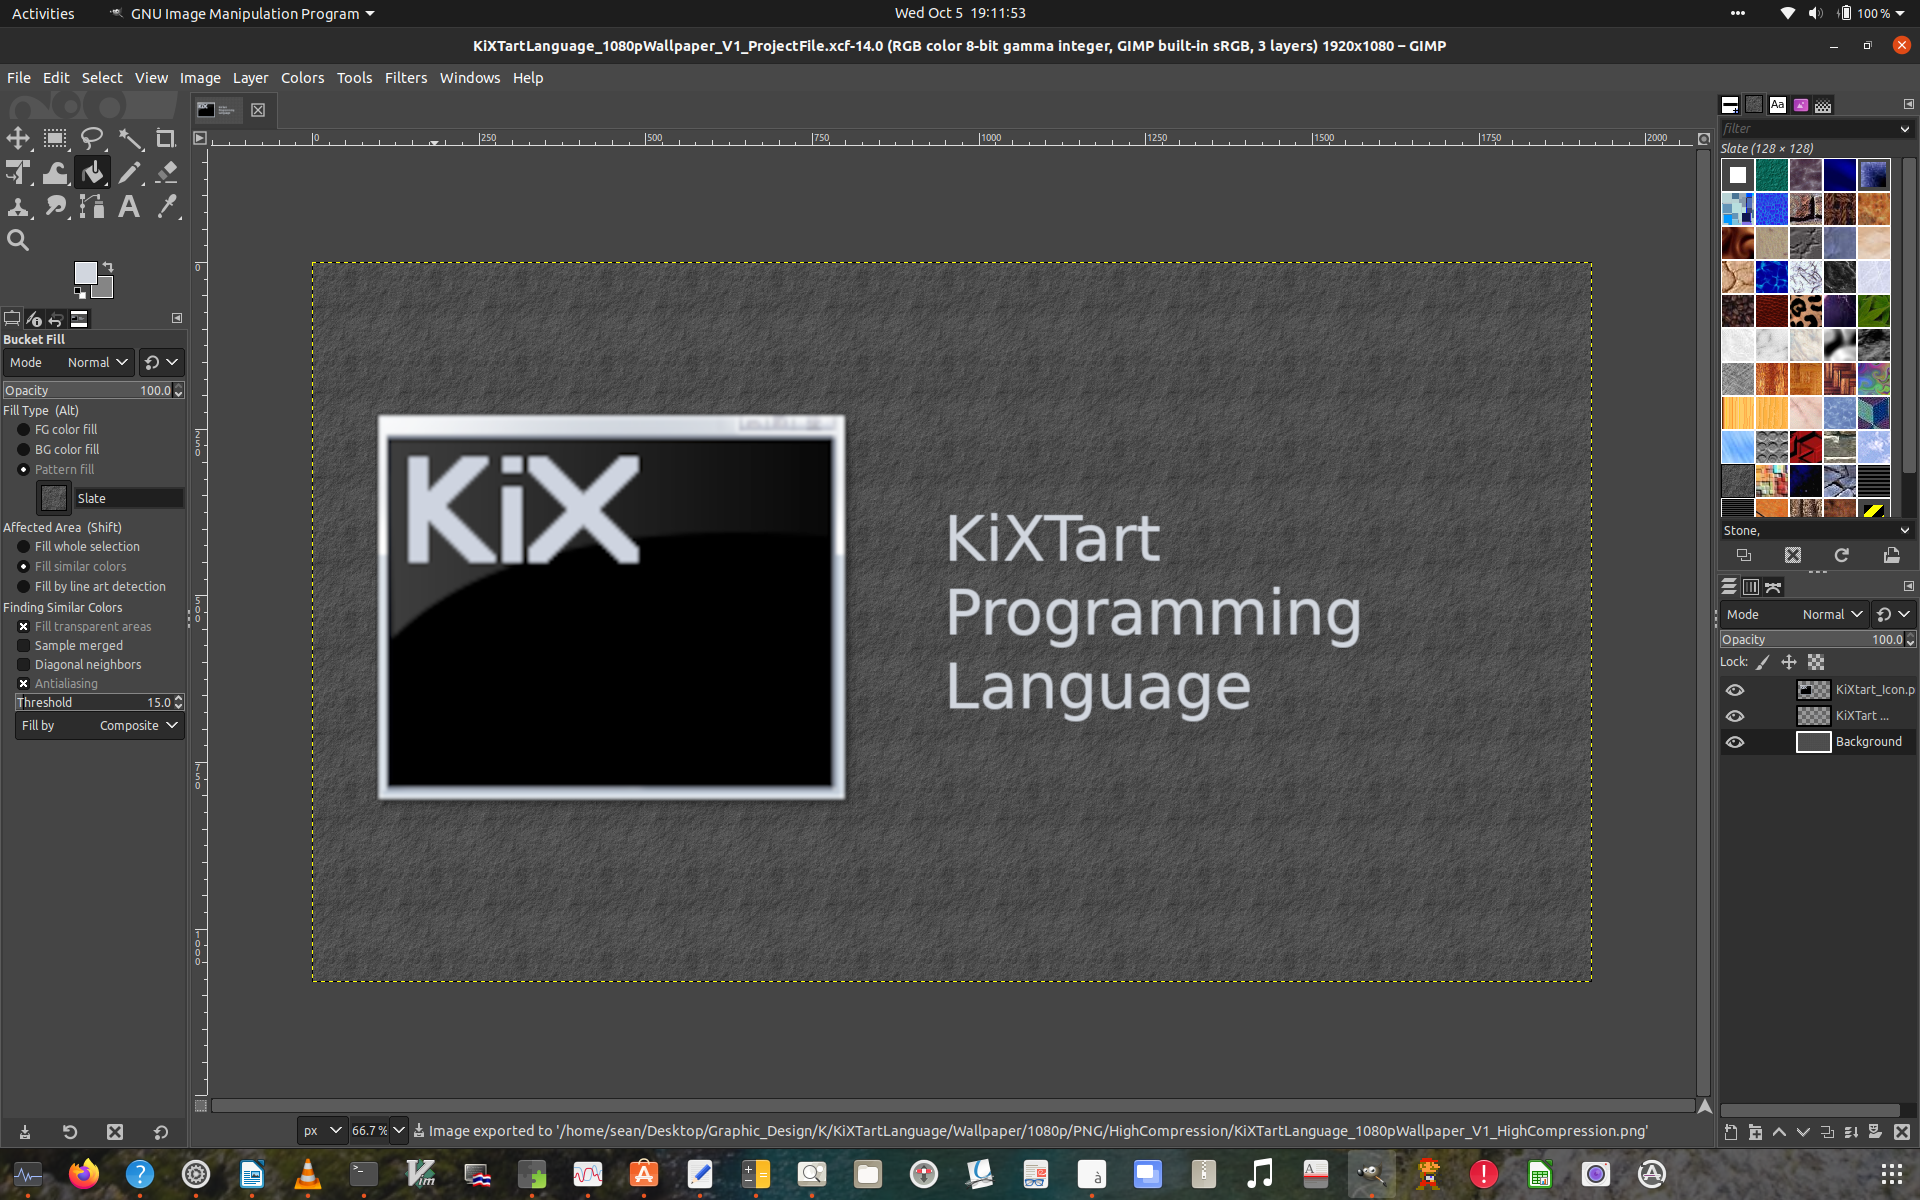 Activities
GNU Image Manipulation Program
Wed Oct 5 19:11:53
100 %
KiXTartLanguage_1080pWallpaper_V1_ProjectFile.xcf-14.0 (RGB color 8-bit gamma integer, GIMP built-in sRGB, 3 layers) 1920x1080 – GIMP
File Edit Select View Image Layer Colors Tools Filters Windows Help
0 250 500 750 1000 1250 1500 1750 2000
filter
Slate (128 × 128)
0
250
500
750
1000
Bucket Fill
Mode Normal
Opacity 100.0
Fill Type (Alt)
FG color fill
BG color fill
Pattern fill
Slate
Affected Area (Shift)
Fill whole selection
Fill similar colors
Fill by line art detection
Finding Similar Colors
Fill transparent areas
Sample merged
Diagonal neighbors
Antialiasing
Threshold 15.0
Fill by Composite
KiX
KiXTart
Programming
Language
Stone,
Mode Normal
Opacity 100.0
Lock:
KiXtart_Icon.p
KiXTart ...
Background
px
66.7 %
Image exported to '/home/sean/Desktop/Graphic_Design/K/KiXTartLanguage/Wallpaper/1080p/PNG/HighCompression/KiXTartLanguage_1080pWallpaper_V1_HighCompression.png'